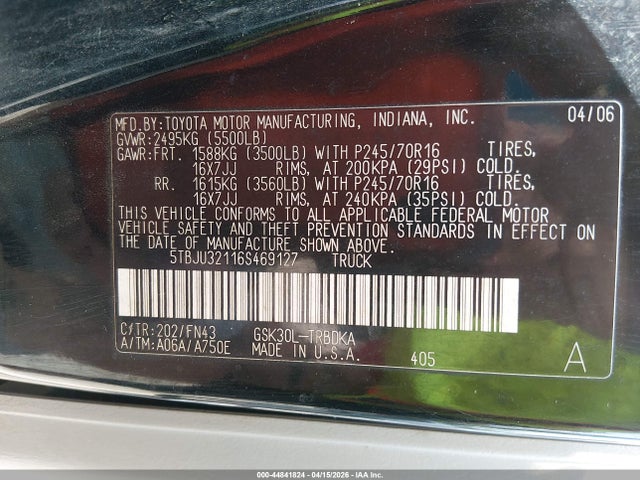 MFD.BY:TOYOTA MOTOR MANUFACTURING, INDIANA, INC. 04/06
GVWR:2495KG (5500LB)
GAWR:FRT. 1588KG (3500LB) WITH P245/70R16 TIRES,
16X7JJ RIMS, AT 200KPA (29PSI) COLD.
RR. 1615KG (3560LB) WITH P245/70R16 TIRES,
16X7JJ RIMS, AT 240KPA (35PSI) COLD.
THIS VEHICLE CONFORMS TO ALL APPLICABLE FEDERAL MOTOR
VEHICLE SAFETY AND THEFT PREVENTION STANDARDS IN EFFECT ON
THE DATE OF MANUFACTURE SHOWN ABOVE.
5TBJU32116S469127 TRUCK
C/TR:202/FN43 GSK30L-TRBDKA
A/TM:A06A/A750E MADE IN U.S.A. 405 A
000-44841824 - 04/15/2026 - IAA Inc.